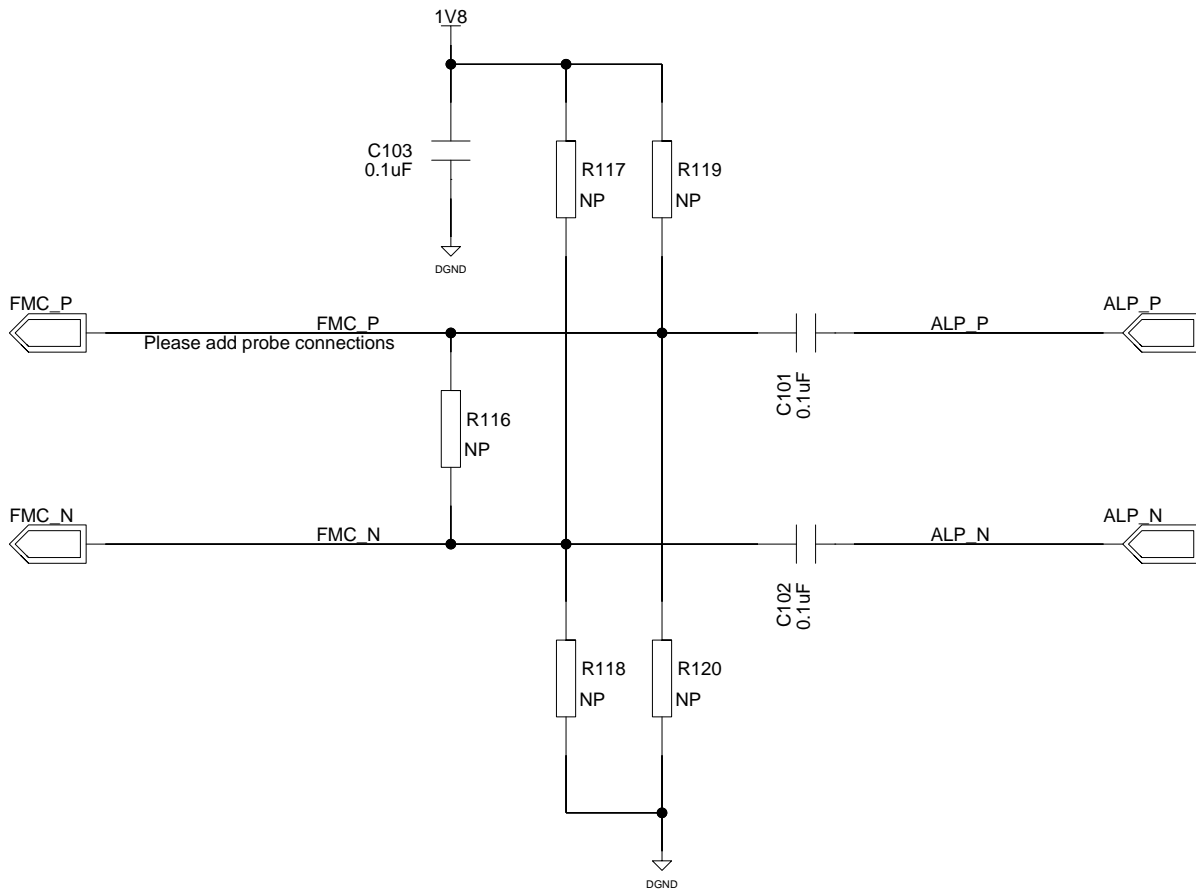 1V8
C103
0.1uF
R117
NP
R119
NP
DGND
FMC_P
FMC_P
Please add probe connections
ALP_P
ALP_P
C101
0.1uF
R116
NP
FMC_N
FMC_N
ALP_N
ALP_N
C102
0.1uF
R118
NP
R120
NP
DGND